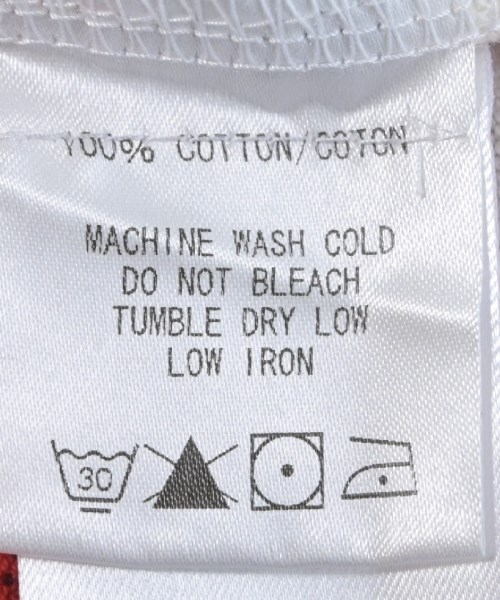 100% COTTON/COTON
MACHINE WASH COLD
DO NOT BLEACH
TUMBLE DRY LOW
LOW IRON
30